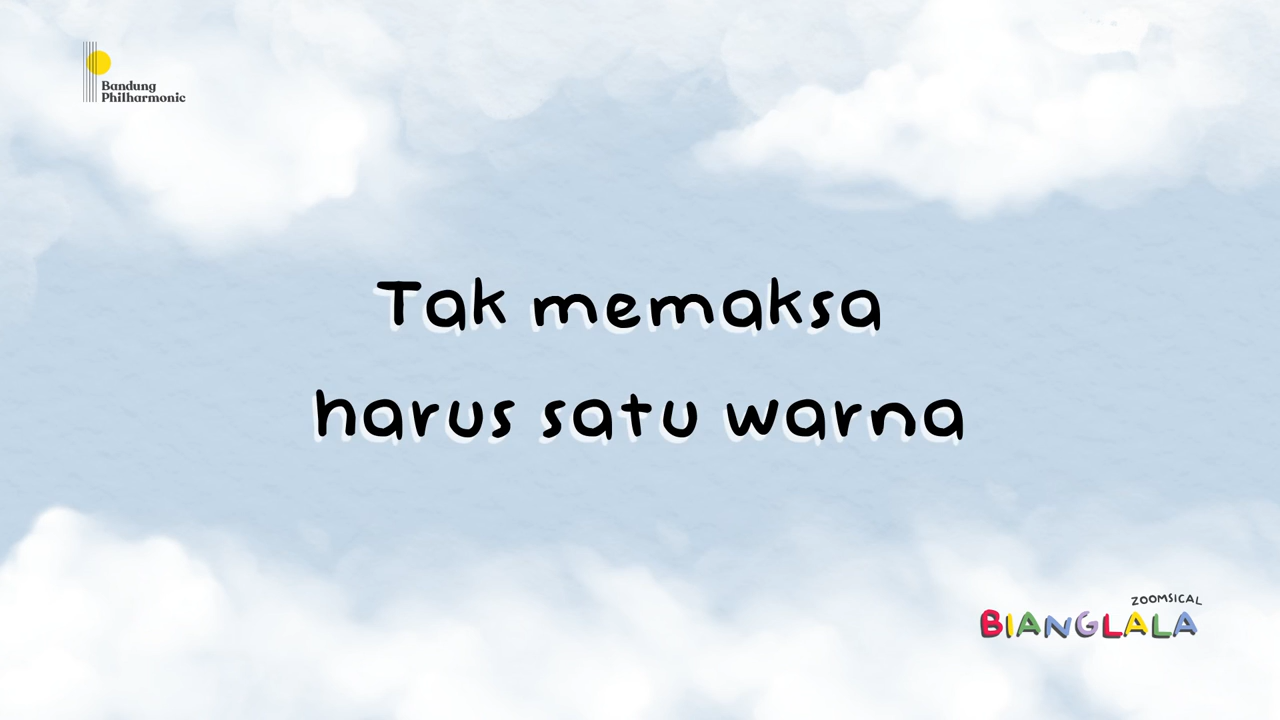 Bandung
Philharmonic
Tak memaksa
harus satu warna
ZOOMSICAL
BIANGLALA